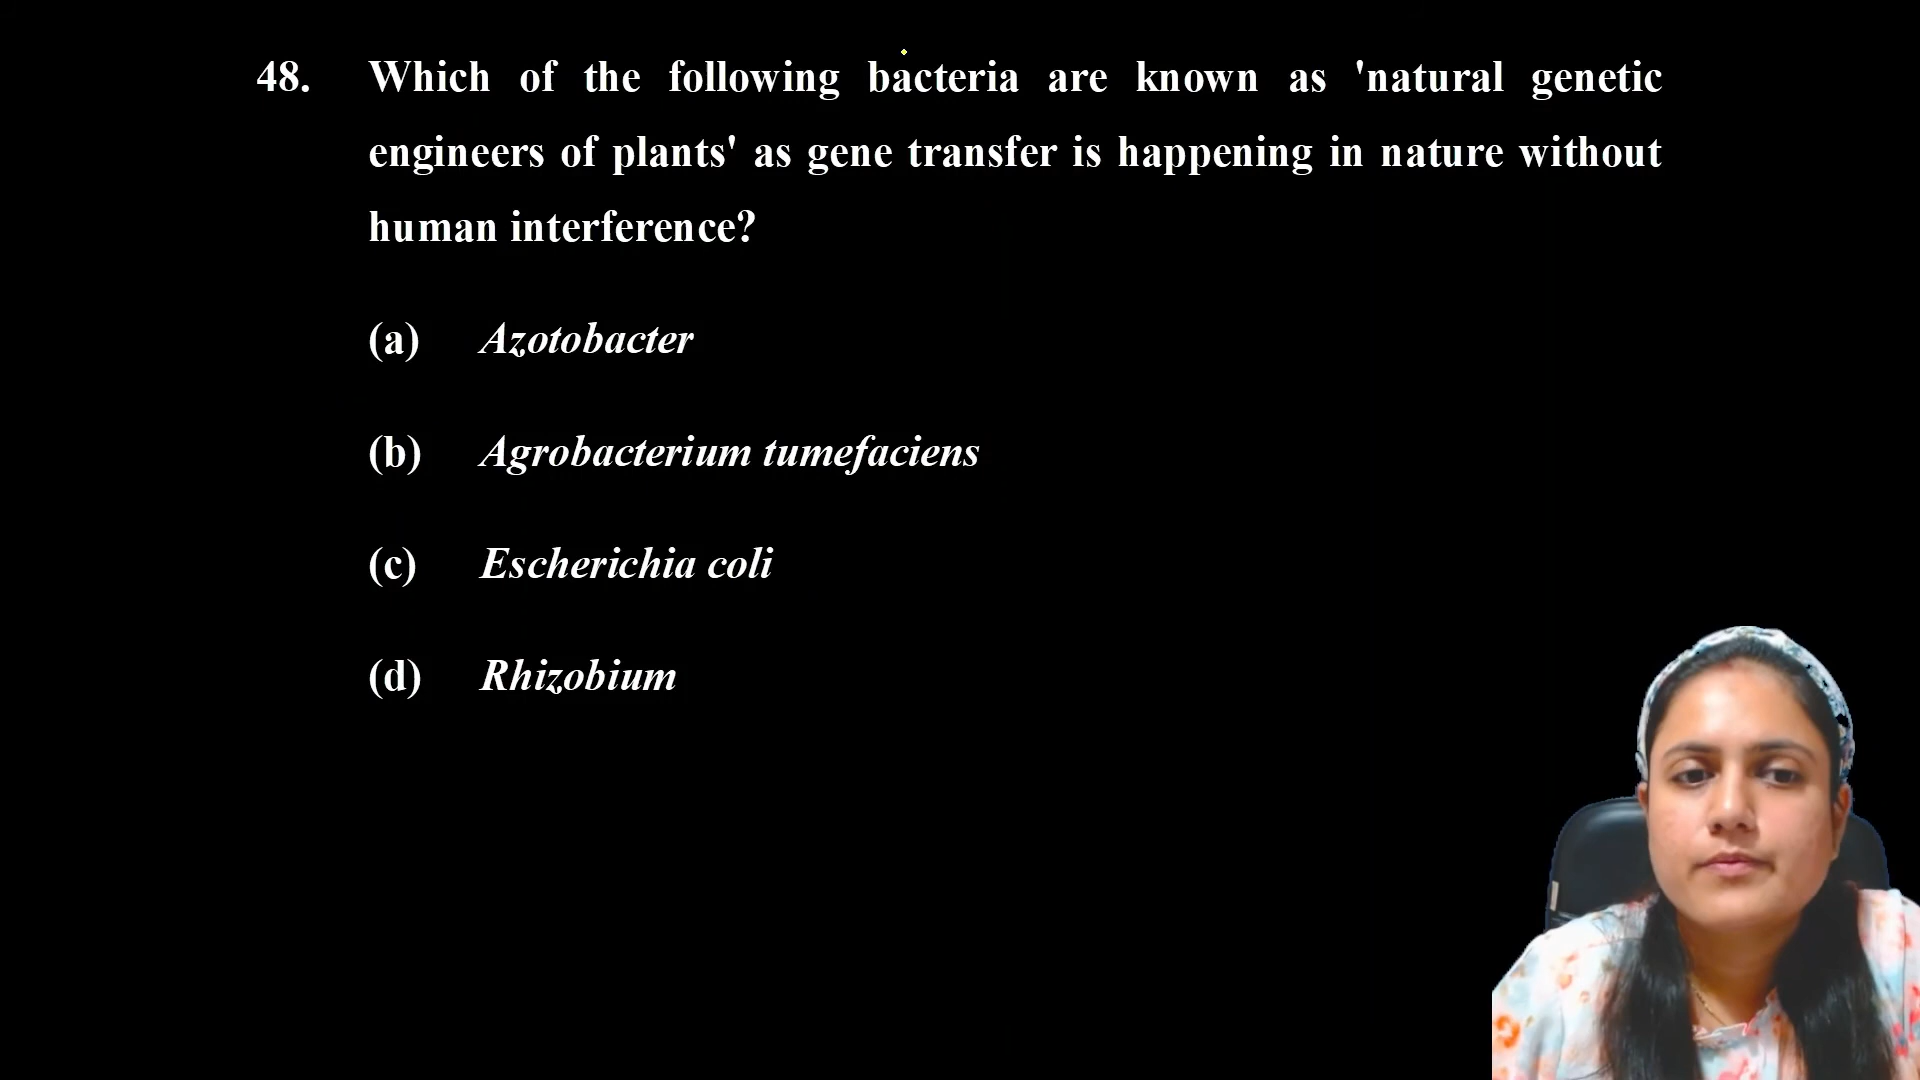 48. Which of the following bacteria are known as 'natural genetic
engineers of plants' as gene transfer is happening in nature without
human interference?
(a) Azotobacter
(b) Agrobacterium tumefaciens
(c) Escherichia coli
(d) Rhizobium